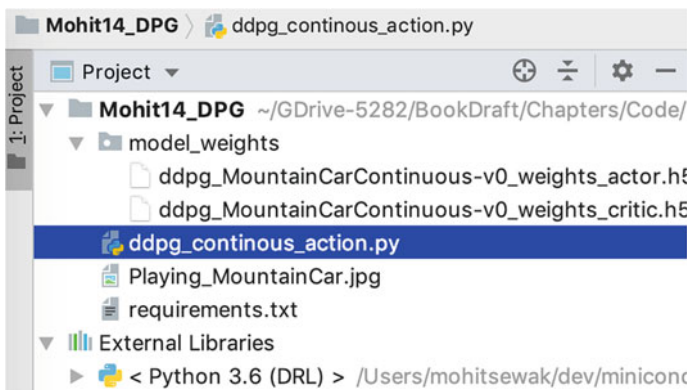 Mohit14_DPG ddpg_continous_action.py
1: Project
Project
Mohit14_DPG ~/GDrive-5282/BookDraft/Chapters/Code/
model_weights
ddpg_MountainCarContinuous-v0_weights_actor.h5
ddpg_MountainCarContinuous-v0_weights_critic.h5
ddpg_continous_action.py
Playing_MountainCar.jpg
requirements.txt
External Libraries
< Python 3.6 (DRL) > /Users/mohitsewak/dev/minicond